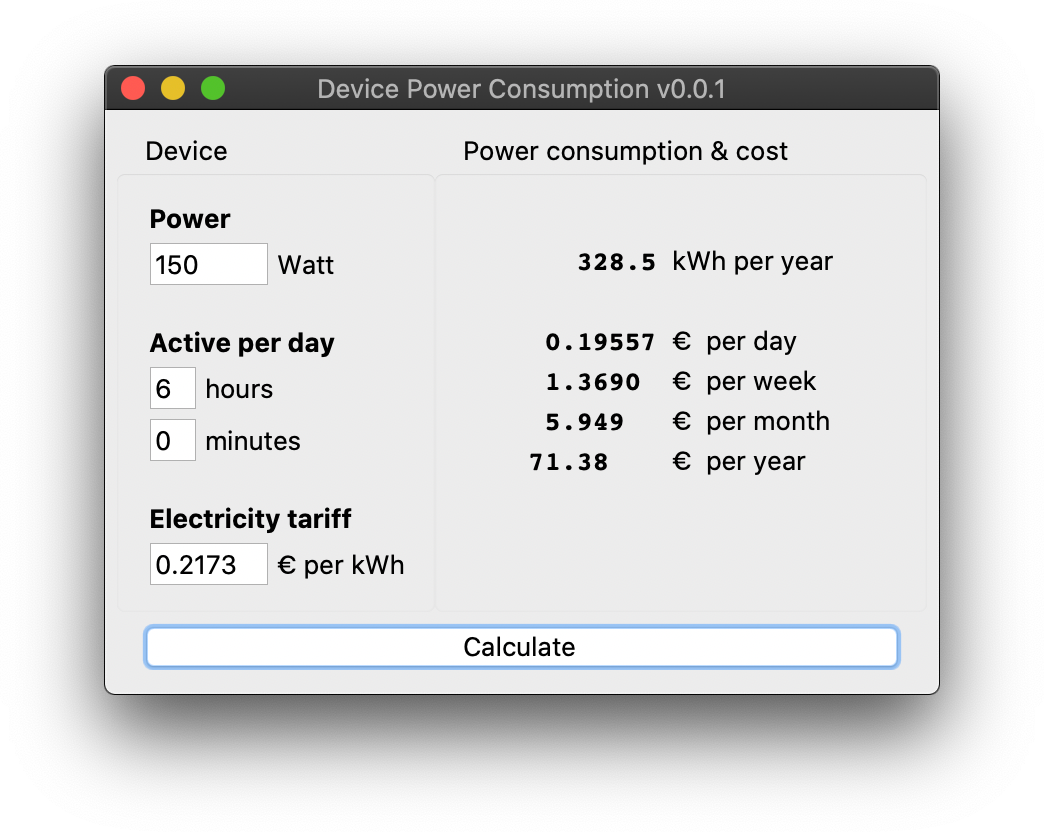 Device Power Consumption v0.0.1
Device
Power
150 Watt
Active per day
6 hours
0 minutes
Electricity tariff
0.2173 € per kWh
Power consumption & cost
328.5 kWh per year
0.19557 € per day
1.3690 € per week
5.949 € per month
71.38 € per year
Calculate